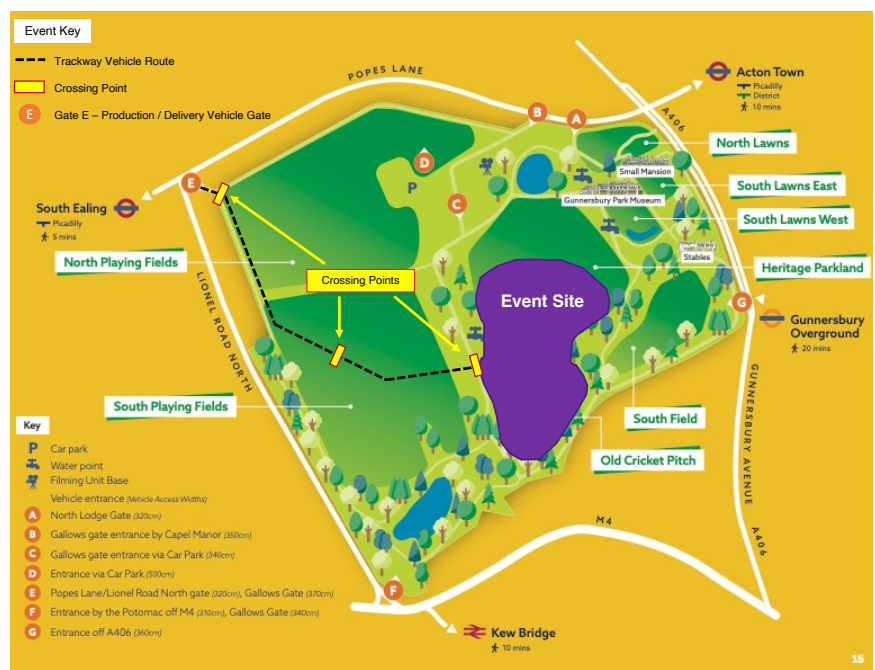 Event Key
Trackway Vehicle Route
Crossing Point
E
Gate E – Production / Delivery Vehicle Gate
POPES LANE
Acton Town
Piccadilly
District
10 mins
A406
B
A
North Lawns
D
Small Mansion
P
E
South Lawns East
Gunnersbury Park Museum
C
South Ealing
Piccadilly
5 mins
South Lawns West
Stables
North Playing Fields
Heritage Parkland
Crossing Points
Event Site
G
Gunnersbury
Overground
20 mins
LIONEL ROAD NORTH
GUNNERSBURY AVENUE
South Playing Fields
South Field
Old Cricket Pitch
A406
M4
F
Kew Bridge
10 mins
Key
P Car park
Water point
Filming Unit Base
Vehicle entrance (Vehicle Access Widths)
A North Lodge Gate (320cm)
B Gallows gate entrance by Capel Manor (350cm)
C Gallows gate entrance via Car Park (340cm)
D Entrance via Car Park (500cm)
E Popes Lane/Lionel Road North gate (320cm), Gallows Gate (370cm)
F Entrance by the Potomac off M4 (310cm), Gallows Gate (340cm)
G Entrance off A406 (360cm)
15